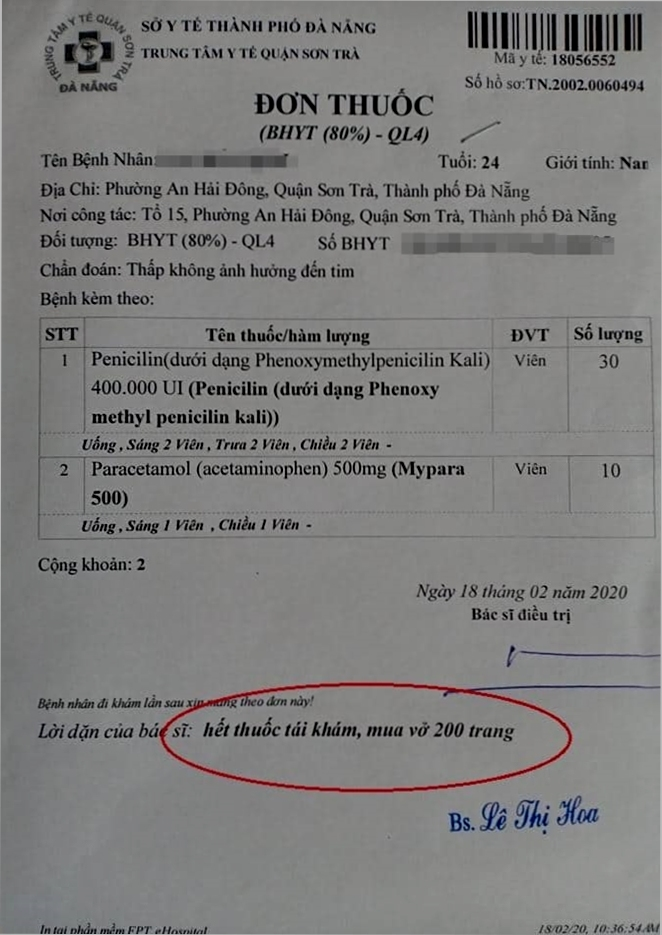 TRUNG TÂM Y TẾ QUẬN SƠN TRÀ
ĐÀ NẴNG
SỞ Y TẾ THÀNH PHỐ ĐÀ NẴNG
TRUNG TÂM Y TẾ QUẬN SƠN TRÀ
Mã y tế: 18056552
Số hồ sơ:TN.2002.0060494
ĐƠN THUỐC
(BHYT (80%) - QL4)
Tên Bệnh Nhân: Tuổi: 24 Giới tính: Nam
Địa Chỉ: Phường An Hải Đông, Quận Sơn Trà, Thành phố Đà Nẵng
Nơi công tác: Tổ 15, Phường An Hải Đông, Quận Sơn Trà, Thành phố Đà Nẵng
Đối tượng: BHYT (80%) - QL4 Số BHYT
Chẩn đoán: Thấp không ảnh hưởng đến tim
Bệnh kèm theo:
STT Tên thuốc/hàm lượng ĐVT Số lượng
1 Penicilin(dưới dạng Phenoxymethylpenicilin Kali) Viên 30
400.000 UI (Penicilin (dưới dạng Phenoxy
methyl penicilin kali))
Uống , Sáng 2 Viên , Trưa 2 Viên , Chiều 2 Viên -
2 Paracetamol (acetaminophen) 500mg (Mypara Viên 10
500)
Uống , Sáng 1 Viên , Chiều 1 Viên -
Cộng khoản: 2
Ngày 18 tháng 02 năm 2020
Bác sĩ điều trị
Bệnh nhân đi khám lần sau xin mang theo đơn này!
Lời dặn của bác sĩ: hết thuốc tái khám, mua vở 200 trang
Bs. Lê Thị Hoa
In tại phần mềm FPT eHospital 18/02/20, 10:36:54AM